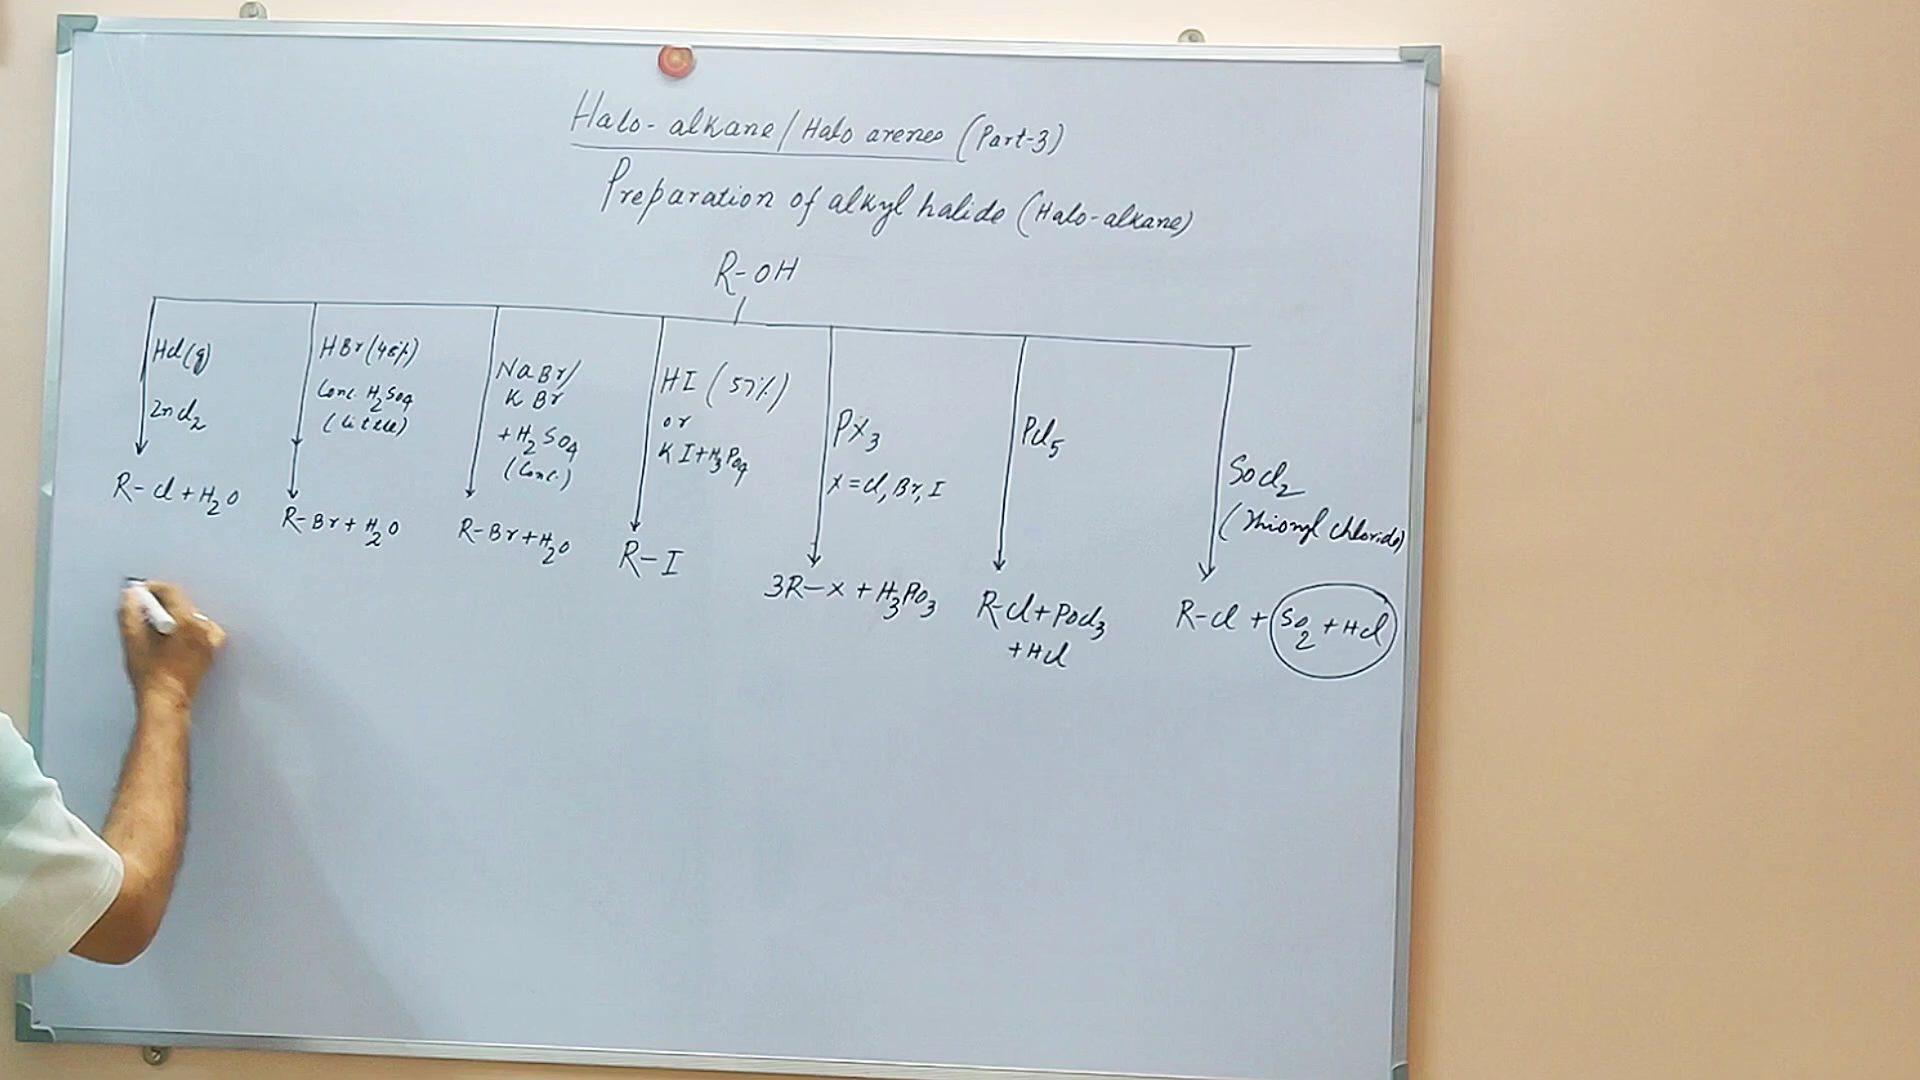 Halo-alkane/Halo arenes (Part-3)
Preparation of alkyl halide (Halo-alkane)
R-OH
HCl(g)
ZnCl2
R-Cl + H2O
HBr(48%)
Conc. H2SO4
(little)
R-Br + H2O
NaBr/
KBr
+H2SO4
(Conc.)
R-Br + H2O
HI (57%)
or
KI+H3PO4
R-I
PX3
X=Cl,Br,I
3R-X + H3PO3
PCl5
R-Cl + POCl3
+HCl
SOCl2
(Thionyl chloride)
R-Cl + SO2 + HCl